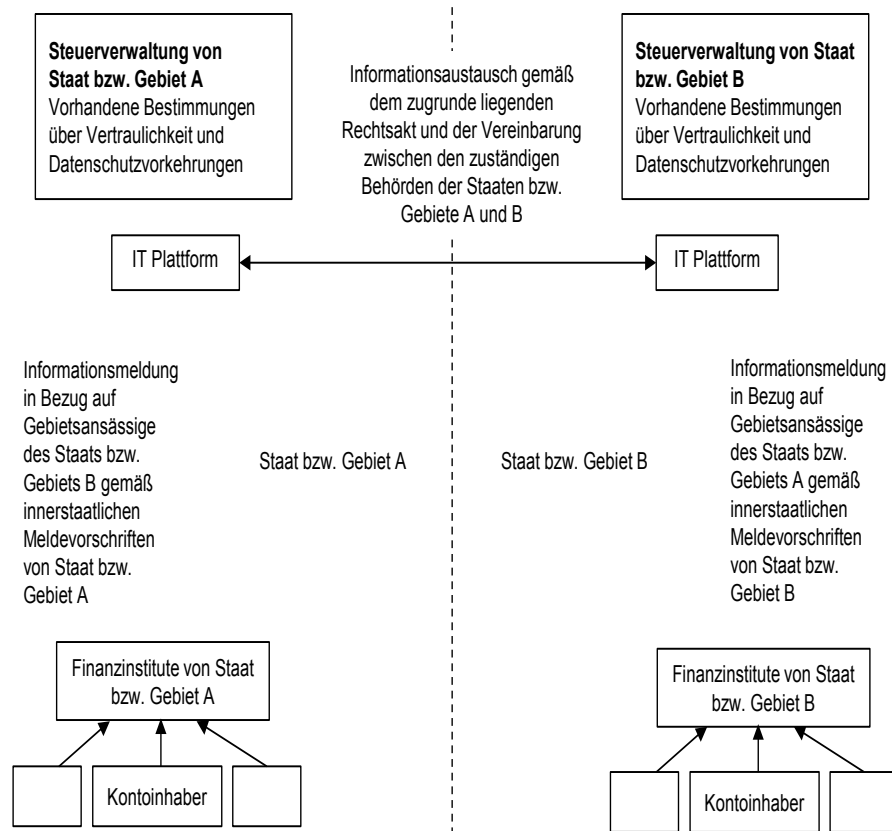 Steuerverwaltung von
Staat bzw. Gebiet A
Vorhandene Bestimmungen
über Vertraulichkeit und
Datenschutzvorkehrungen
Informationsaustausch gemäß
dem zugrunde liegenden
Rechtsakt und der Vereinbarung
zwischen den zuständigen
Behörden der Staaten bzw.
Gebiete A und B
Steuerverwaltung von Staat
bzw. Gebiet B
Vorhandene Bestimmungen
über Vertraulichkeit und
Datenschutzvorkehrungen
IT Plattform
IT Plattform
Informationsmeldung
in Bezug auf
Gebietsansässige
des Staats bzw.
Gebiets B gemäß
innerstaatlichen
Meldevorschriften
von Staat bzw.
Gebiet A
Staat bzw. Gebiet A
Staat bzw. Gebiet B
Informationsmeldung
in Bezug auf
Gebietsansässige
des Staats bzw.
Gebiets A gemäß
innerstaatlichen
Meldevorschriften
von Staat bzw.
Gebiet B
Finanzinstitute von Staat
bzw. Gebiet A
Finanzinstitute von Staat
bzw. Gebiet B
Kontoinhaber
Kontoinhaber